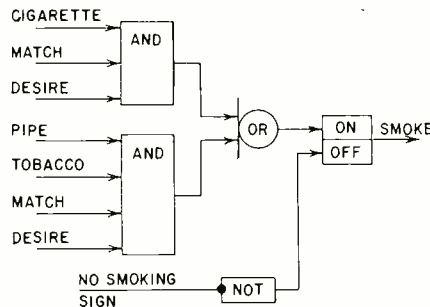 CIGARETTE
MATCH
DESIRE
AND
PIPE
TOBACCO
MATCH
DESIRE
AND
OR
ON
OFF
SMOKE
NO SMOKING
SIGN
NOT